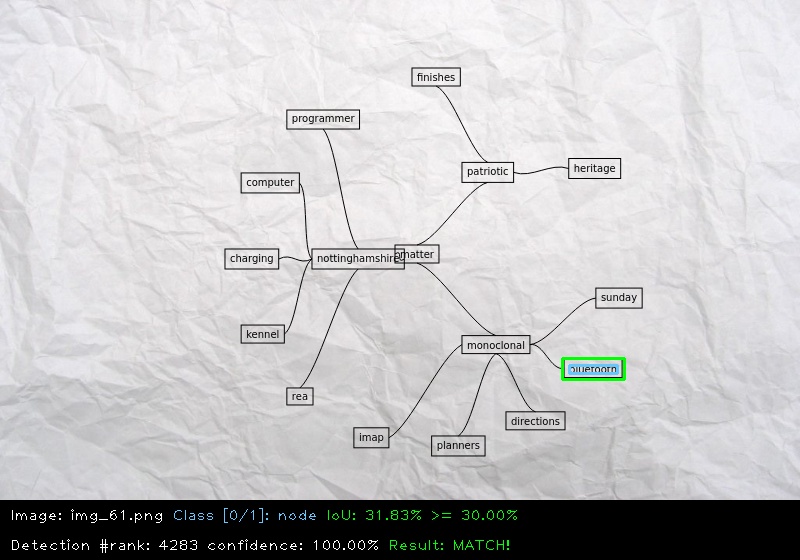 finishes
programmer
patriotic
heritage
computer
matter
charging
nottinghamshire
sunday
kennel
monoclonal
bluetooth
rea
directions
imap
planners
Image: img_61.png Class [0/1]: node IoU: 31.83% >= 30.00%
Detection #rank: 4283 confidence: 100.00% Result: MATCH!